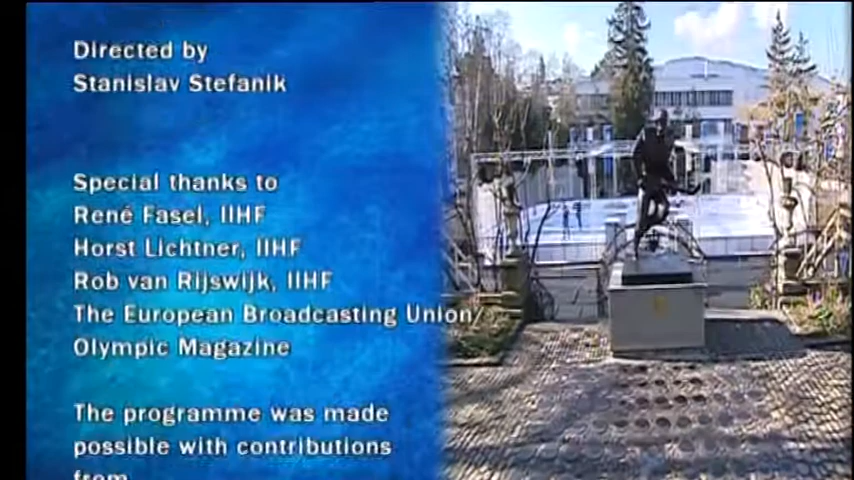 Directed by
Stanislav Stefanik
Special thanks to
René Fasel, IIHF
Horst Lichtner, IIHF
Rob van Rijswijk, IIHF
The European Broadcasting Union/
Olympic Magazine
The programme was made
possible with contributions
from